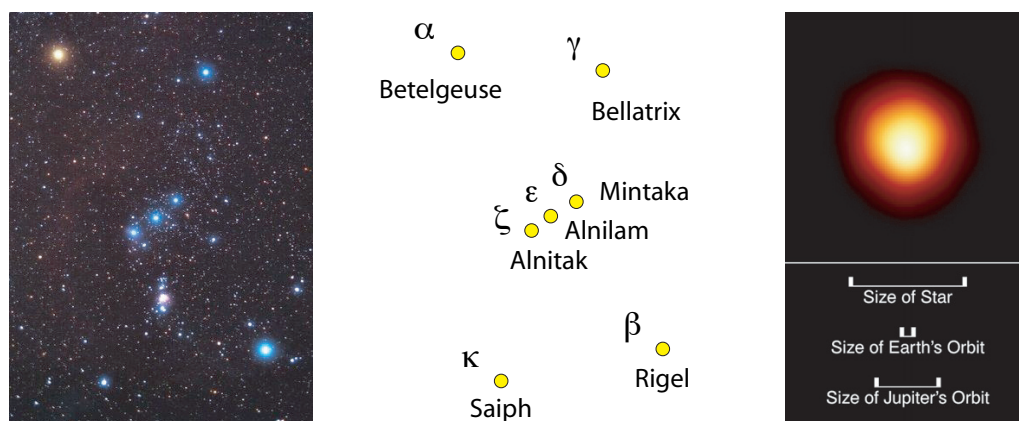 α
Betelgeuse
γ
Bellatrix
δ
Mintaka
ε
Alnilam
ζ
Alnitak
β
Rigel
κ
Saiph
Size of Star
Size of Earth's Orbit
Size of Jupiter's Orbit